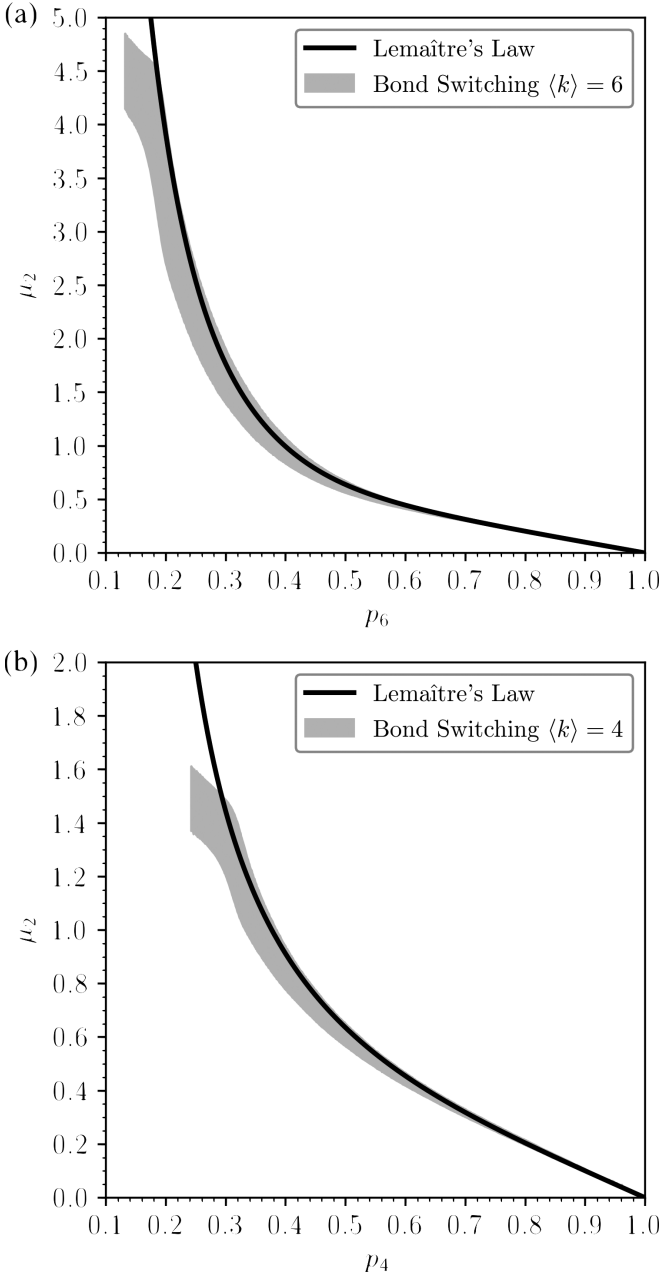 (a)
5.0
4.5
4.0
3.5
3.0
2.5
2.0
1.5
1.0
0.5
0.0
μ₂
Lemaître's Law
Bond Switching ⟨k⟩ = 6
0.1 0.2 0.3 0.4 0.5 0.6 0.7 0.8 0.9 1.0
p₆
(b)
2.0
1.8
1.6
1.4
1.2
1.0
0.8
0.6
0.4
0.2
0.0
μ₂
Lemaître's Law
Bond Switching ⟨k⟩ = 4
0.1 0.2 0.3 0.4 0.5 0.6 0.7 0.8 0.9 1.0
p₄